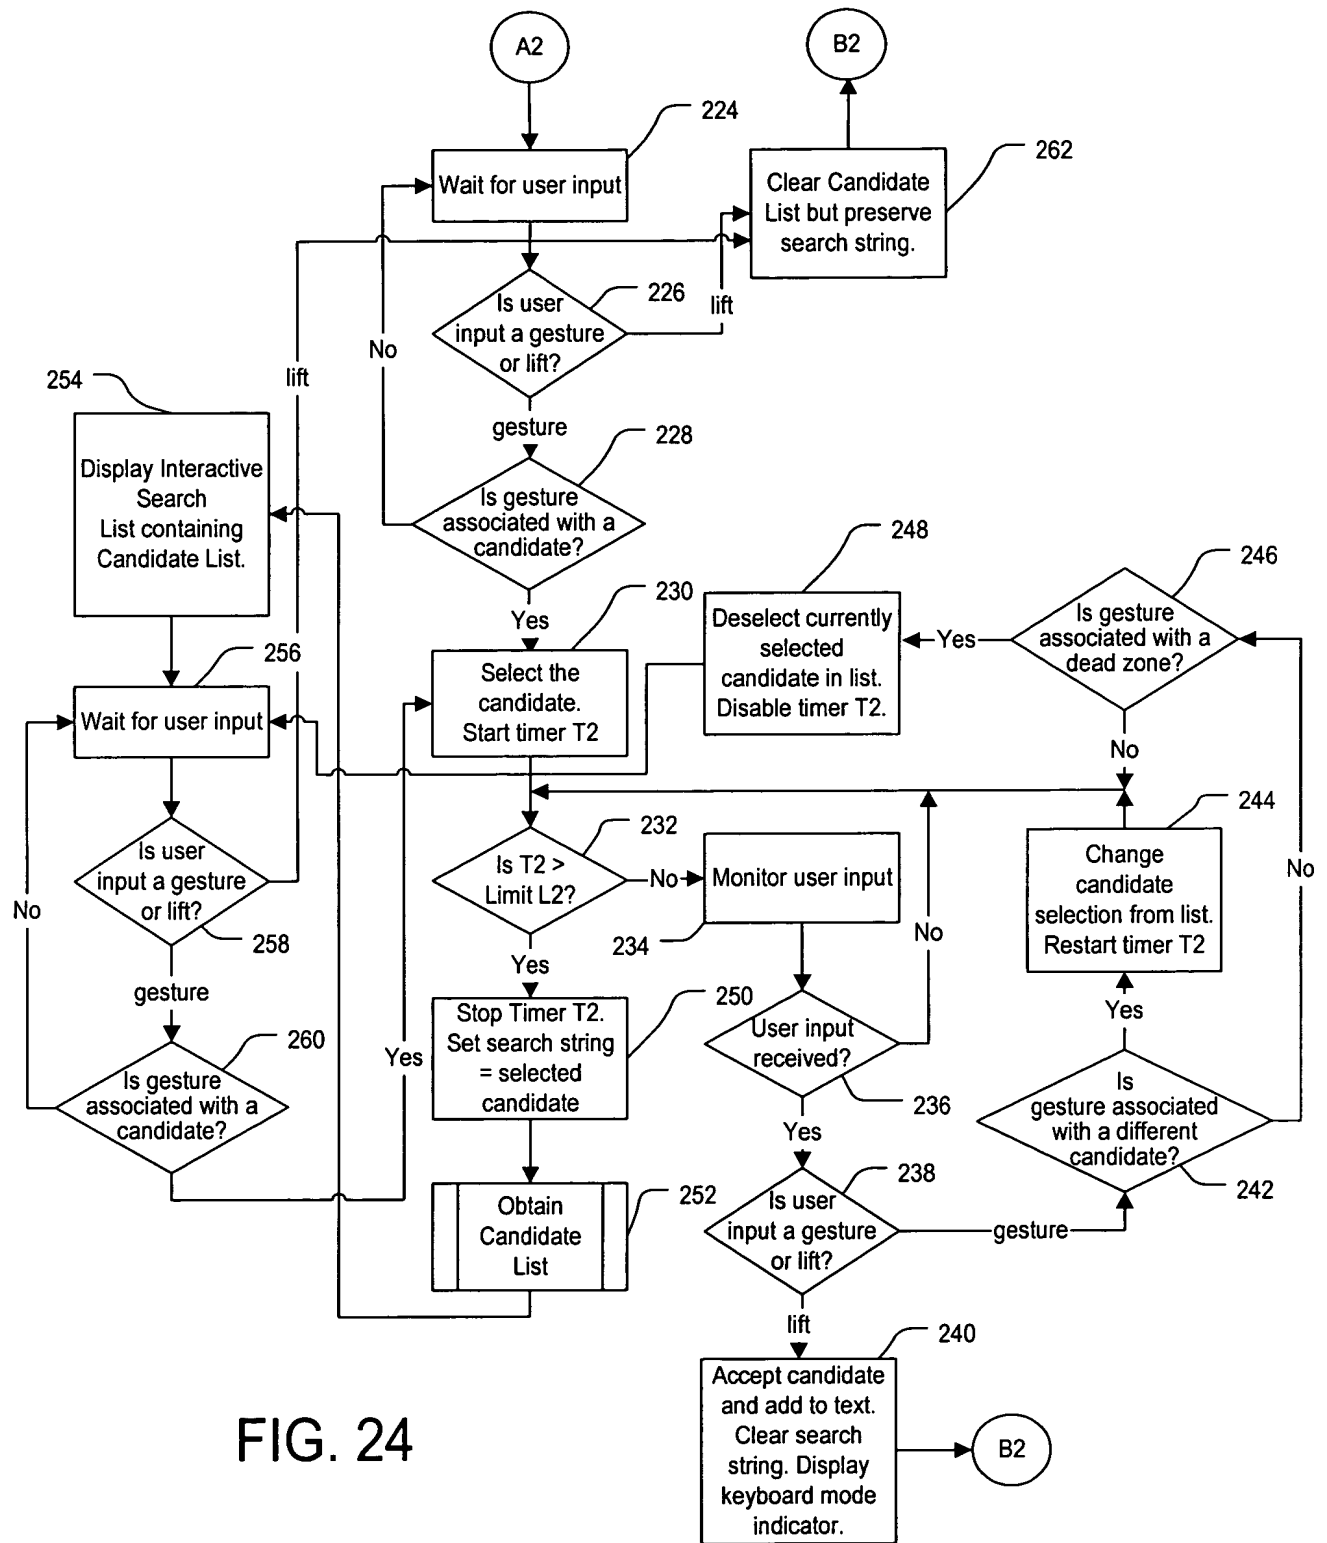 A2
B2
224
Wait for user input
262
Clear Candidate
List but preserve
search string.
226
Is user
input a gesture
or lift?
lift
No
lift
254
gesture
228
Display Interactive
Search
List containing
Candidate List.
Is gesture
associated with a
candidate?
248
246
230
Yes
Deselect currently
selected
candidate in list.
Disable timer T2.
Yes
Is gesture
associated with a
dead zone?
256
Select the
candidate.
Start timer T2
Wait for user input
No
244
232
Is T2 >
Limit L2?
No
Monitor user input
Change
candidate
selection from list.
Restart timer T2
No
Is user
input a gesture
or lift?
No
258
234
No
Yes
gesture
250
Stop Timer T2.
Set search string
= selected
candidate
User input
received?
Yes
260
Yes
236
Is gesture
associated with a
candidate?
Is
gesture associated
with a different
candidate?
Yes
238
242
252
Obtain
Candidate
List
Is user
input a gesture
or lift?
gesture
lift
240
Accept candidate
and add to text.
Clear search
string. Display
keyboard mode
indicator.
B2
FIG. 24